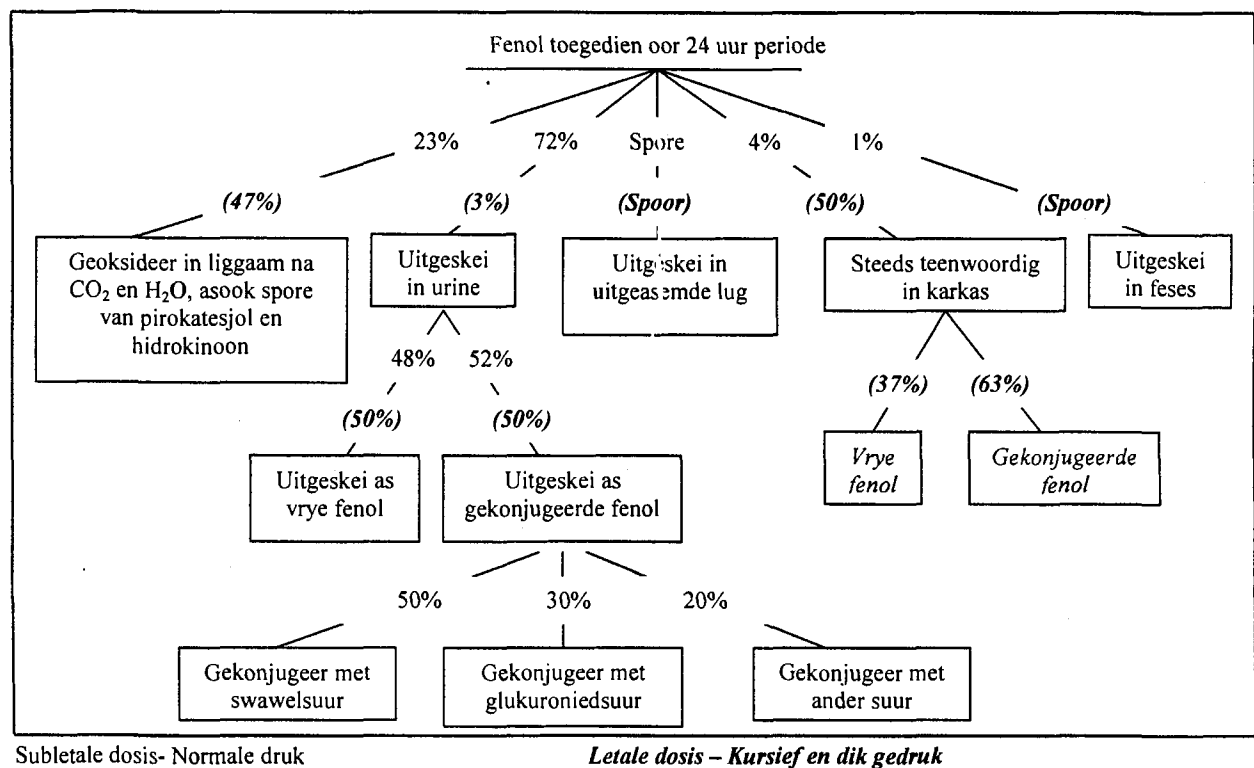 Fenol toegedien oor 24 uur periode
23% 72% Spore 4% 1%
(47%) (3%) (Spoor) (50%) (Spoor)
Geoksideer in liggaam na
CO₂ en H₂O, asook spore
van pirokatesjol en
hidrokinoon
Uitgeskei
in urine
Uitgeskei in
uitgeasemde lug
Steeds teenwoordig
in karkas
Uitgeskei
in feses
48% 52%
(50%) (50%)
(37%) (63%)
Uitgeskei as
vrye fenol
Uitgeskei as
gekonjugeerde fenol
Vrye
fenol
Gekonjugeerde
fenol
50% 30% 20%
Gekonjugeer met
swawelsuur
Gekonjugeer met
glukuroniedsuur
Gekonjugeer met
ander suur
Subletale dosis- Normale druk
Letale dosis – Kursief en dik gedruk